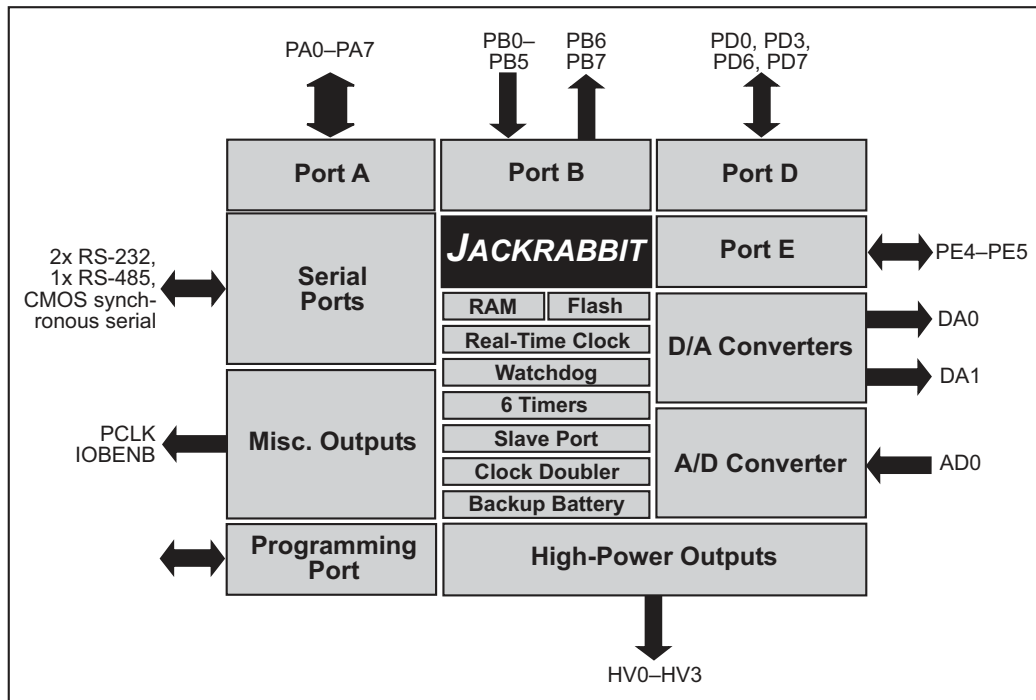 PA0–PA7
PB0–
PB5
PB6
PB7
PD0, PD3,
PD6, PD7
Port A
Port B
Port D
2x RS-232,
1x RS-485,
CMOS synch-
ronous serial
Serial
Ports
JACKRABBIT
Port E
PE4–PE5
RAM
Flash
Real-Time Clock
Watchdog
6 Timers
Slave Port
Clock Doubler
Backup Battery
D/A Converters
DA0
DA1
PCLK
IOBENB
Misc. Outputs
A/D Converter
AD0
Programming
Port
High-Power Outputs
HV0–HV3